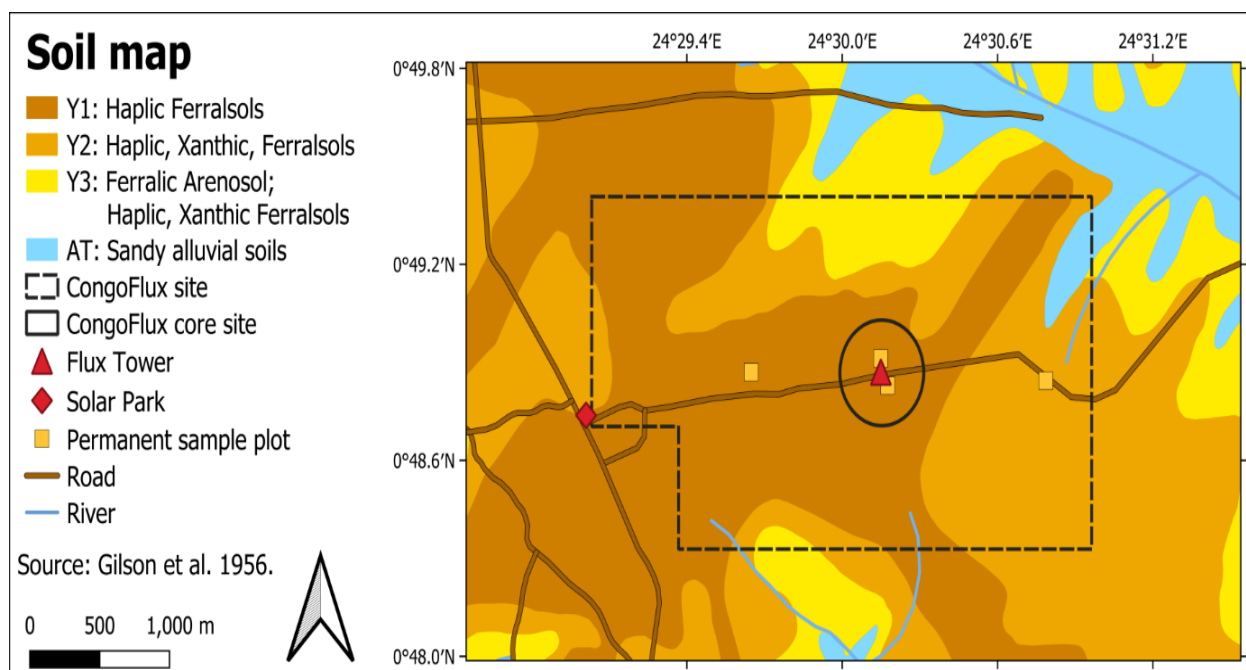 Soil map
Y1: Haplic Ferralsols
Y2: Haplic, Xanthic, Ferralsols
Y3: Ferralic Arenosol;
Haplic, Xanthic Ferralsols
AT: Sandy alluvial soils
CongoFlux site
CongoFlux core site
Flux Tower
Solar Park
Permanent sample plot
Road
River
Source: Gilson et al. 1956.
0 500 1,000 m
24°29.4'E 24°30.0'E 24°30.6'E 24°31.2'E
0°49.8'N
0°49.2'N
0°48.6'N
0°48.0'N